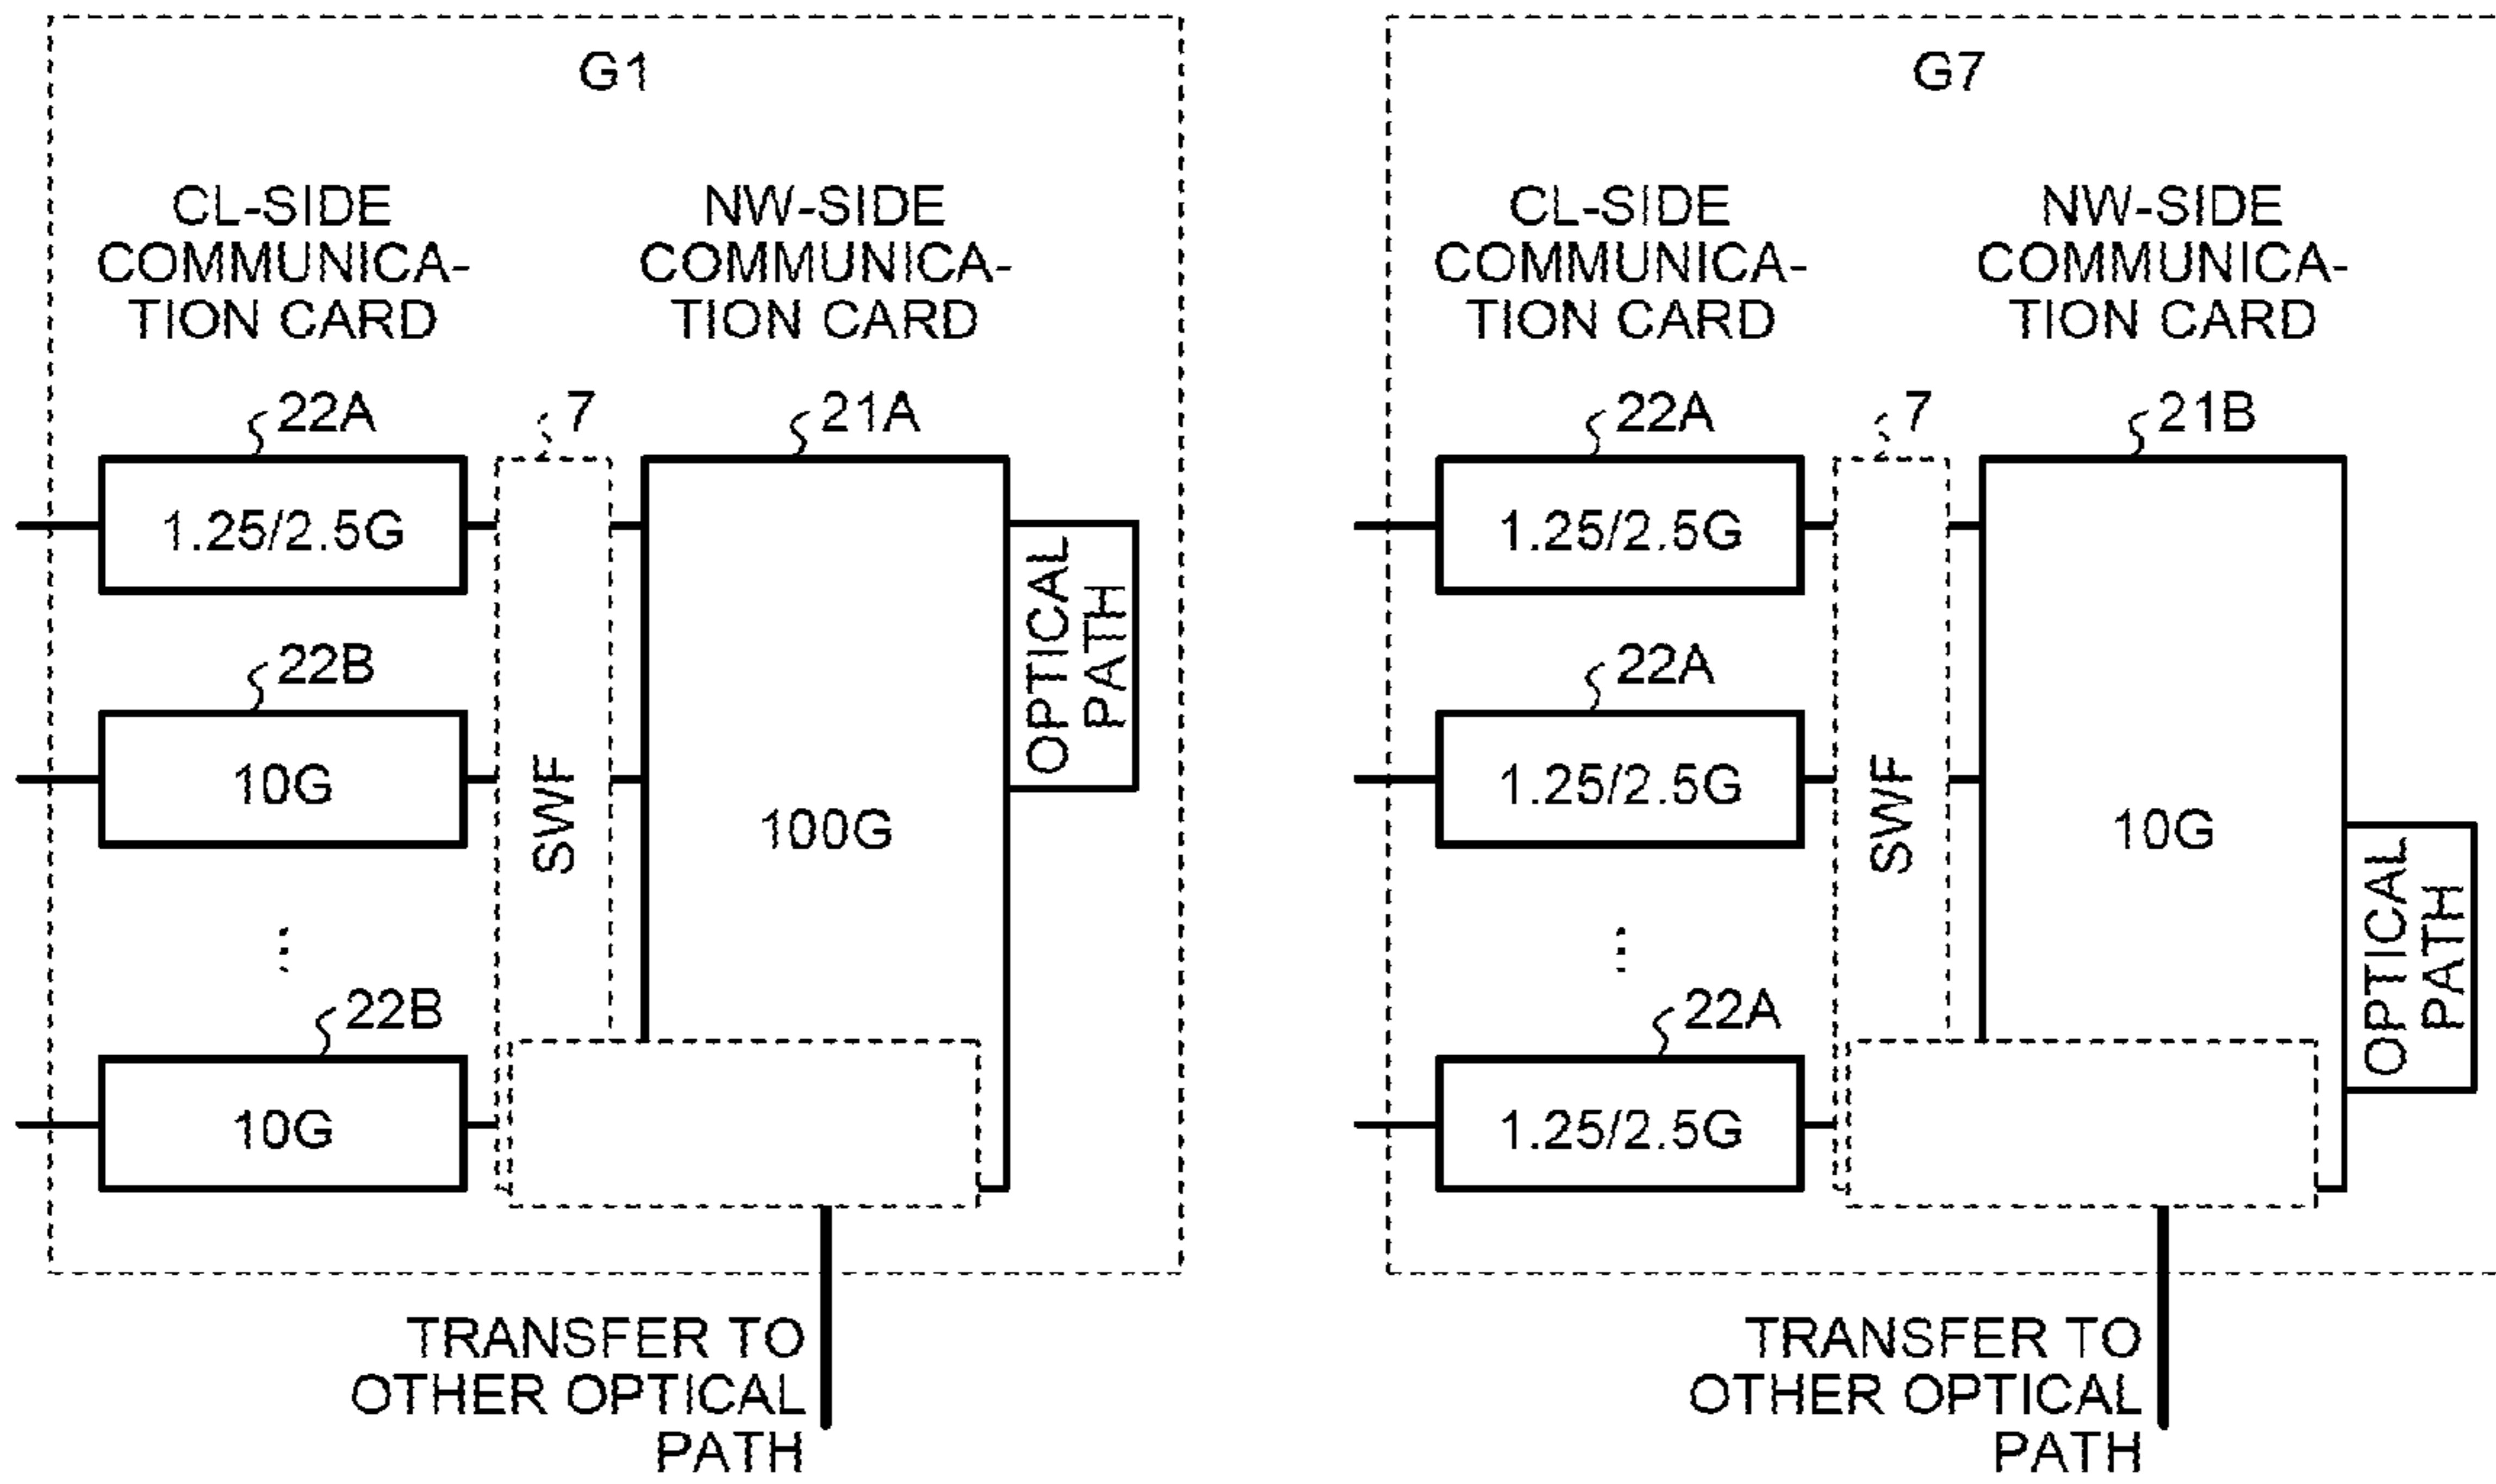 G1
CL-SIDE
COMMUNICA-
TION CARD
NW-SIDE
COMMUNICA-
TION CARD
22A
7
21A
1.25/2.5G
22B
10G
SWF
100G
OPTICAL
PATH
⋮
22B
10G
TRANSFER TO
OTHER OPTICAL
PATH
G7
CL-SIDE
COMMUNICA-
TION CARD
NW-SIDE
COMMUNICA-
TION CARD
22A
7
21B
1.25/2.5G
22A
1.25/2.5G
SWF
10G
OPTICAL
PATH
⋮
22A
1.25/2.5G
TRANSFER TO
OTHER OPTICAL
PATH